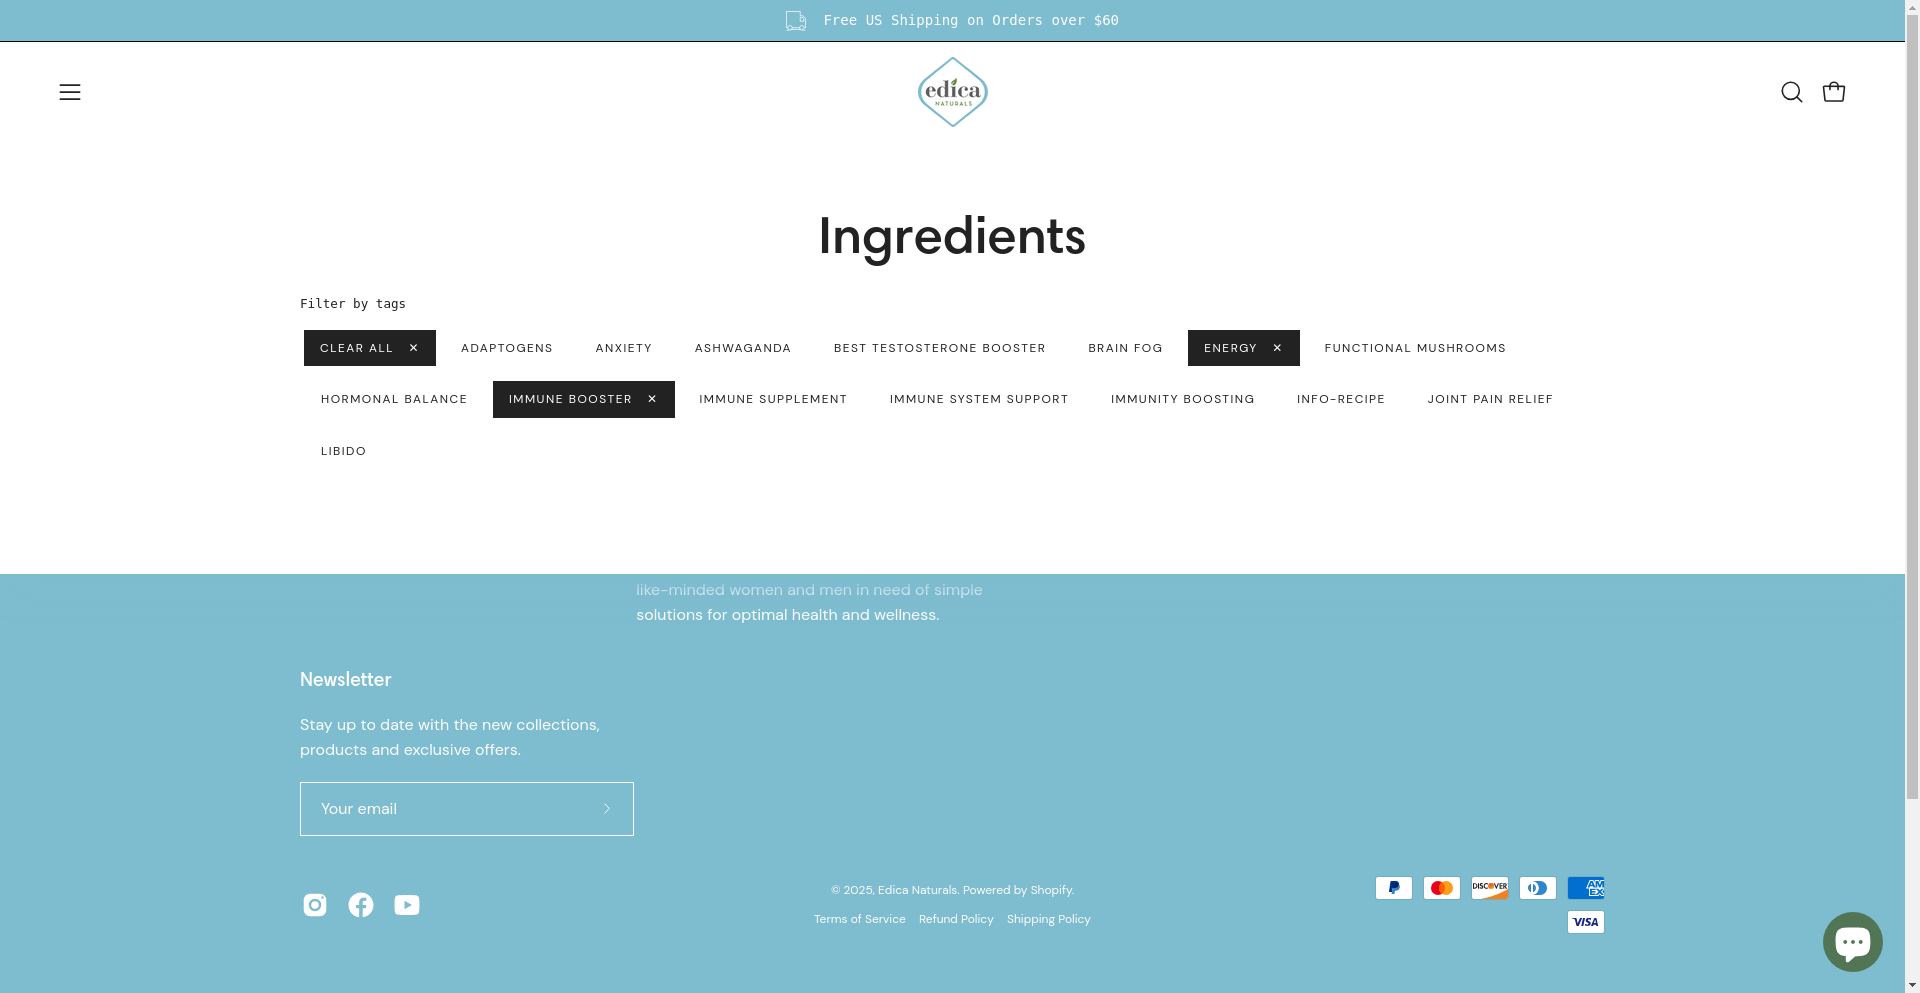 Free US Shipping on Orders over $60
edica
NATURALS
Ingredients
Filter by tags
CLEAR ALL ✕ ADAPTOGENS ANXIETY ASHWAGANDA BEST TESTOSTERONE BOOSTER BRAIN FOG ENERGY ✕ FUNCTIONAL MUSHROOMS
HORMONAL BALANCE IMMUNE BOOSTER ✕ IMMUNE SUPPLEMENT IMMUNE SYSTEM SUPPORT IMMUNITY BOOSTING INFO-RECIPE JOINT PAIN RELIEF
LIBIDO
like-minded women and men in need of simple
solutions for optimal health and wellness.
Newsletter
Stay up to date with the new collections,
products and exclusive offers.
Your email
© 2025, Edica Naturals. Powered by Shopify.
Terms of Service Refund Policy Shipping Policy
DISCOVER
AMEX
VISA